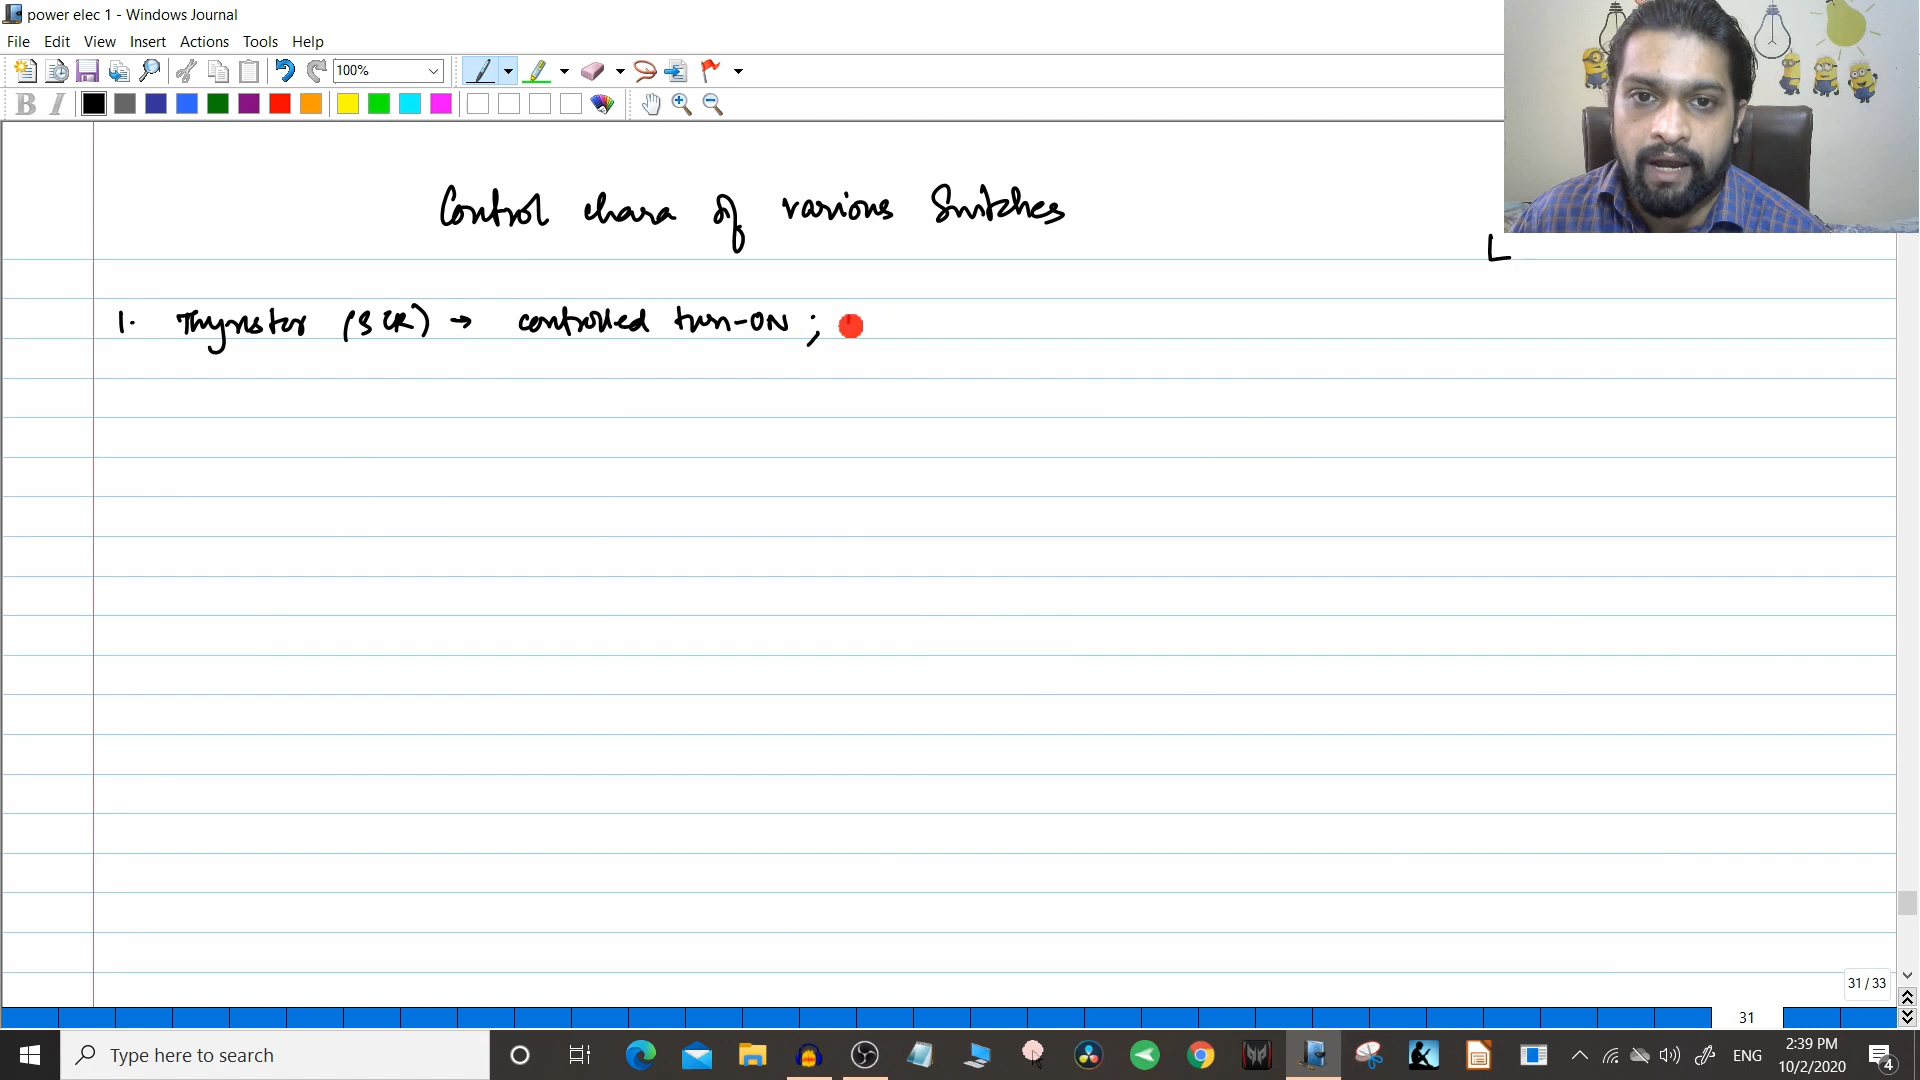 power elec 1 - Windows Journal
File Edit View Insert Actions Tools Help
100%
B I
Control chara of various Switches
L
1. Thyristor (SCR) → controlled turn-ON ;
31 / 33
31
Type here to search
ENG
2:39 PM
10/2/2020
4